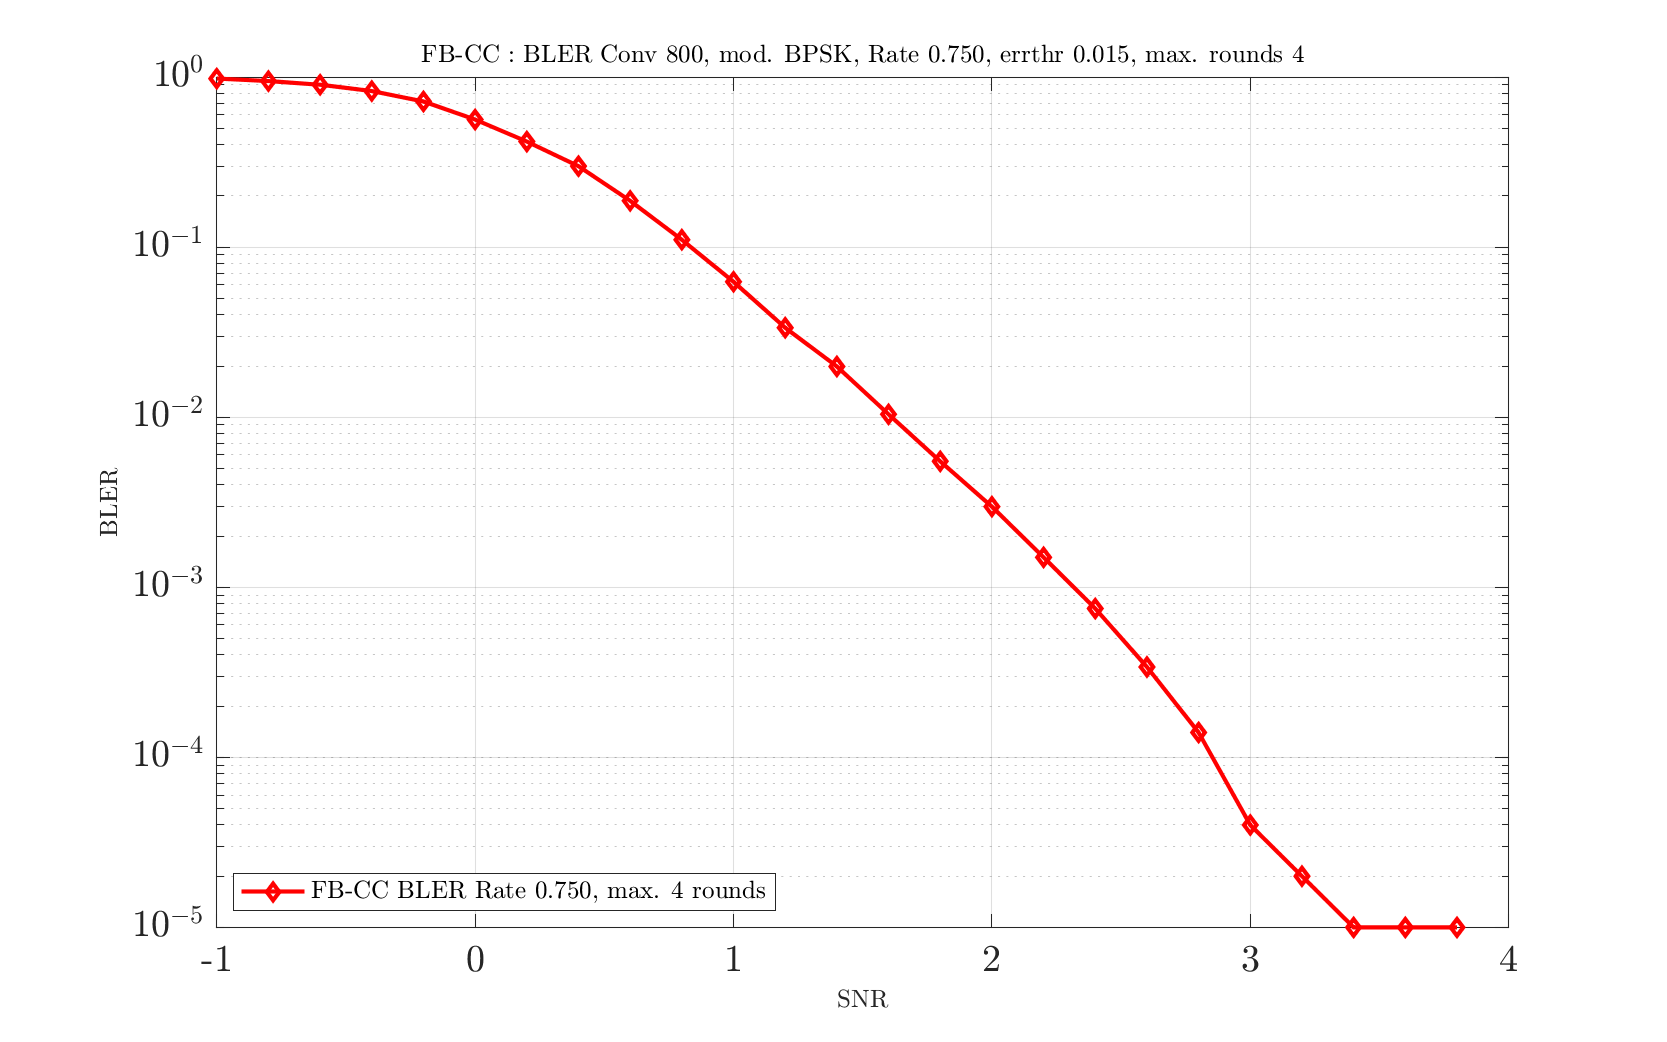 FB-CC : BLER Conv 800, mod. BPSK, Rate 0.750, errthr 0.015, max. rounds 4
10⁰
10⁻¹
10⁻²
10⁻³
10⁻⁴
10⁻⁵
BLER
FB-CC BLER Rate 0.750, max. 4 rounds
-1 0 1 2 3 4
SNR